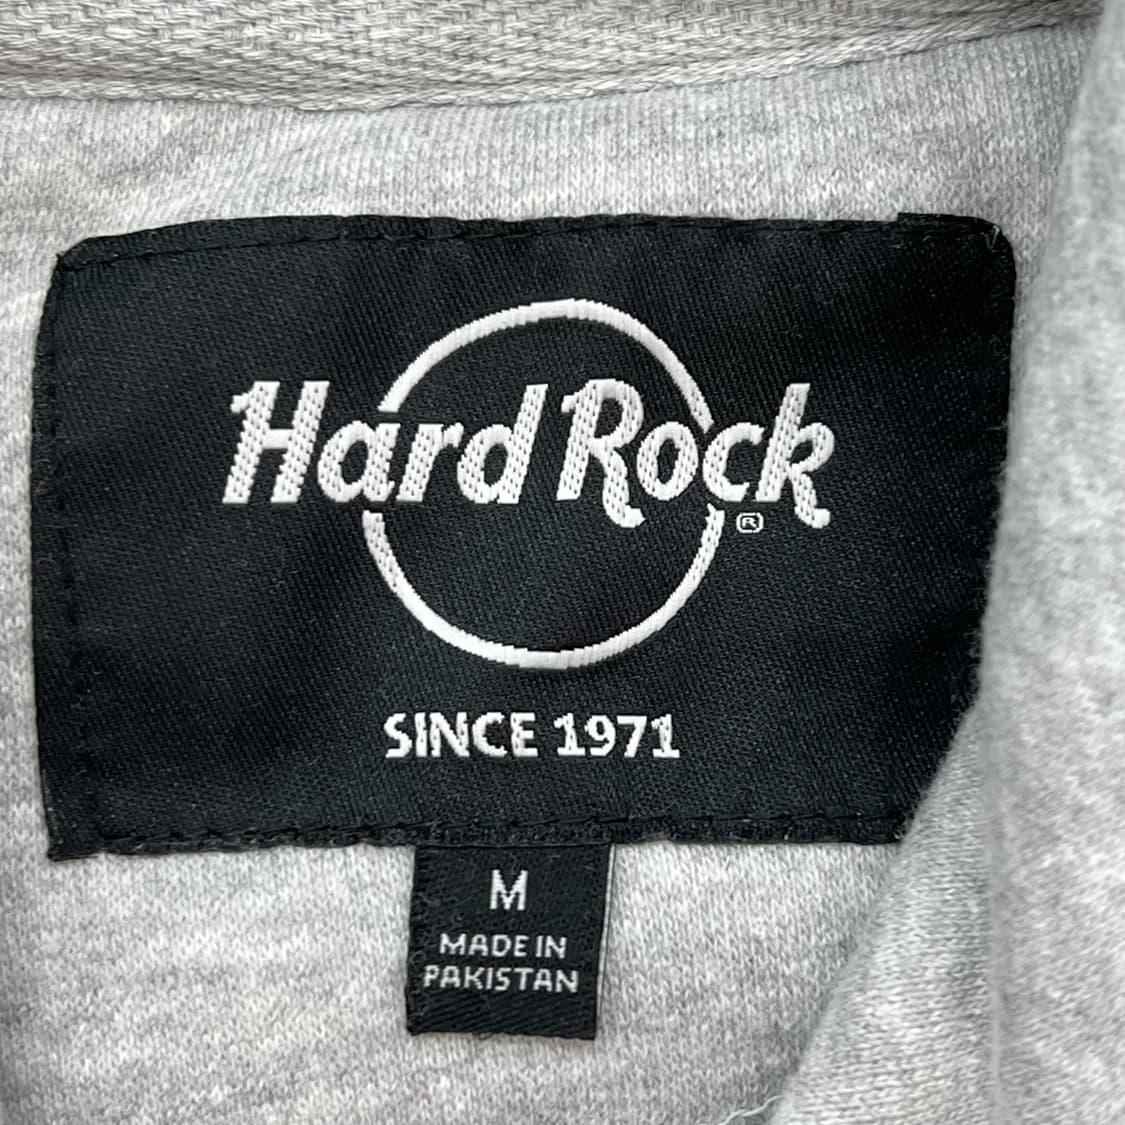 Hard Rock
®
SINCE 1971
M
MADE IN
PAKISTAN